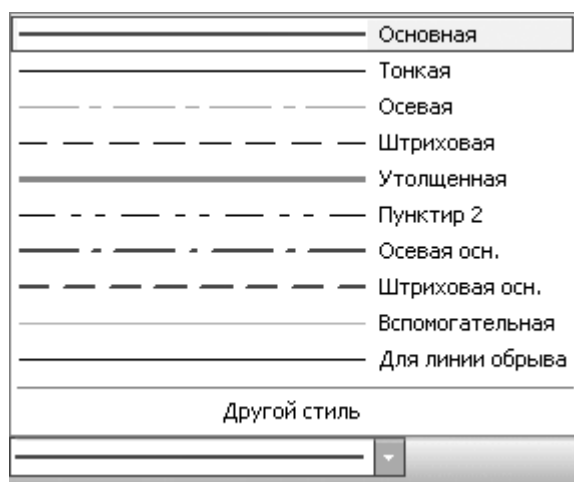 Основная
Тонкая
Осевая
Штриховая
Утолщенная
Пунктир 2
Осевая осн.
Штриховая осн.
Вспомогательная
Для линии обрыва
Другой стиль